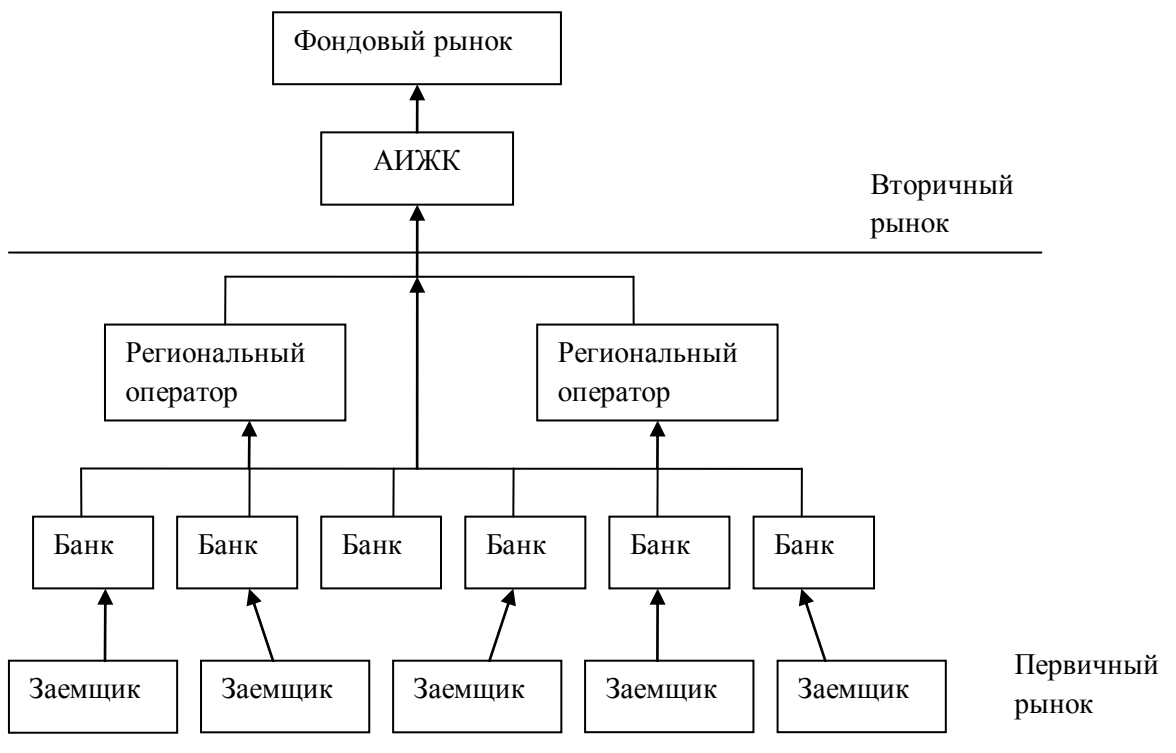 Фондовый рынок
АИЖК
Вторичный
рынок
Региональный
оператор
Региональный
оператор
Банк
Банк
Банк
Банк
Банк
Банк
Заемщик
Заемщик
Заемщик
Заемщик
Заемщик
Первичный
рынок